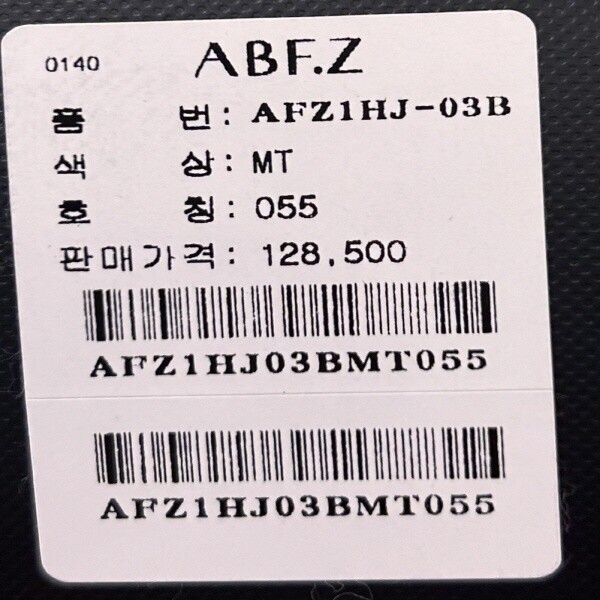 0140 ABF.Z
품 번: AFZ1HJ-03B
색 상: MT
호 칭: 055
판매가격: 128,500
AFZ1HJ03BMT055
AFZ1HJ03BMT055